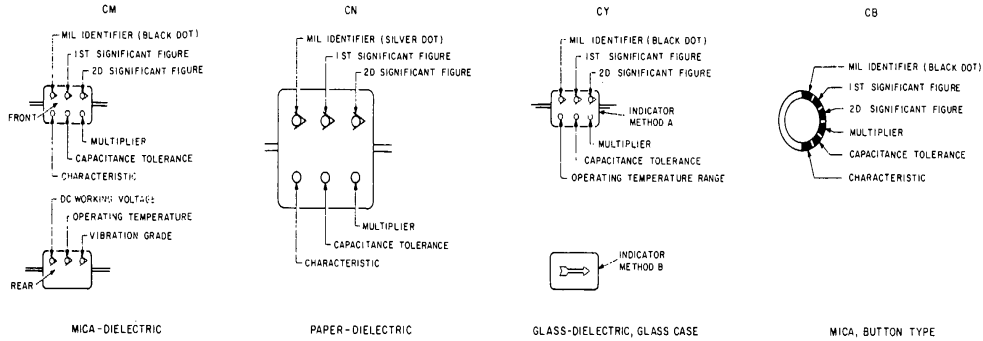 CM
MIL IDENTIFIER (BLACK DOT)
1ST SIGNIFICANT FIGURE
2D SIGNIFICANT FIGURE
FRONT
MULTIPLIER
CAPACITANCE TOLERANCE
CHARACTERISTIC
DC WORKING VOLTAGE
OPERATING TEMPERATURE
VIBRATION GRADE
REAR
MICA-DIELECTRIC
CN
MIL IDENTIFIER (SILVER DOT)
1ST SIGNIFICANT FIGURE
2D SIGNIFICANT FIGURE
MULTIPLIER
CAPACITANCE TOLERANCE
CHARACTERISTIC
PAPER-DIELECTRIC
CY
MIL IDENTIFIER (BLACK DOT)
1ST SIGNIFICANT FIGURE
2D SIGNIFICANT FIGURE
INDICATOR
METHOD A
MULTIPLIER
CAPACITANCE TOLERANCE
OPERATING TEMPERATURE RANGE
INDICATOR
METHOD B
GLASS-DIELECTRIC, GLASS CASE
CB
MIL IDENTIFIER (BLACK DOT)
1ST SIGNIFICANT FIGURE
2D SIGNIFICANT FIGURE
MULTIPLIER
CAPACITANCE TOLERANCE
CHARACTERISTIC
MICA, BUTTON TYPE